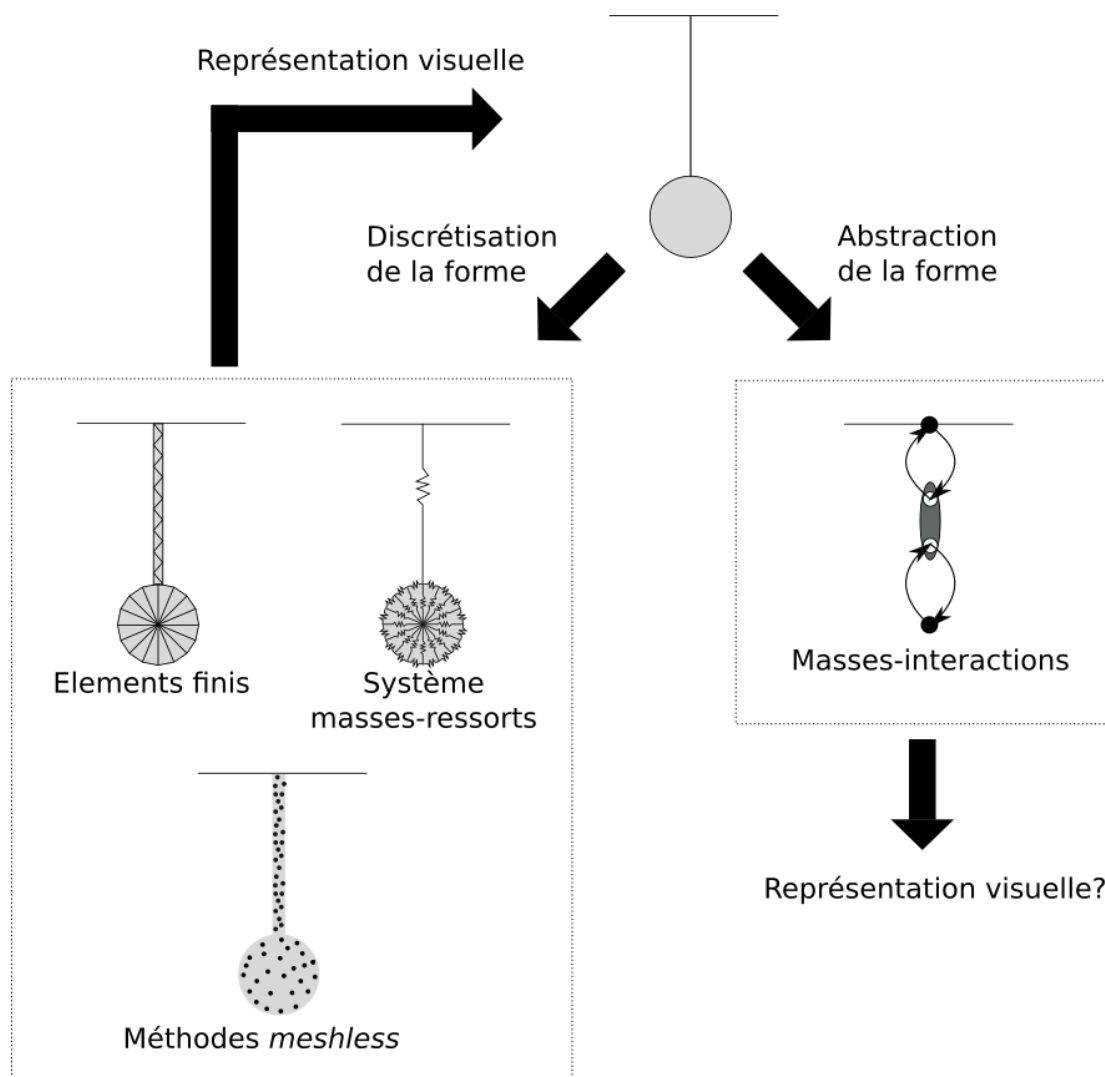 Représentation visuelle
Discrétisation
de la forme
Abstraction
de la forme
Elements finis
Système
masses-ressorts
Méthodes meshless
Masses-interactions
Représentation visuelle?